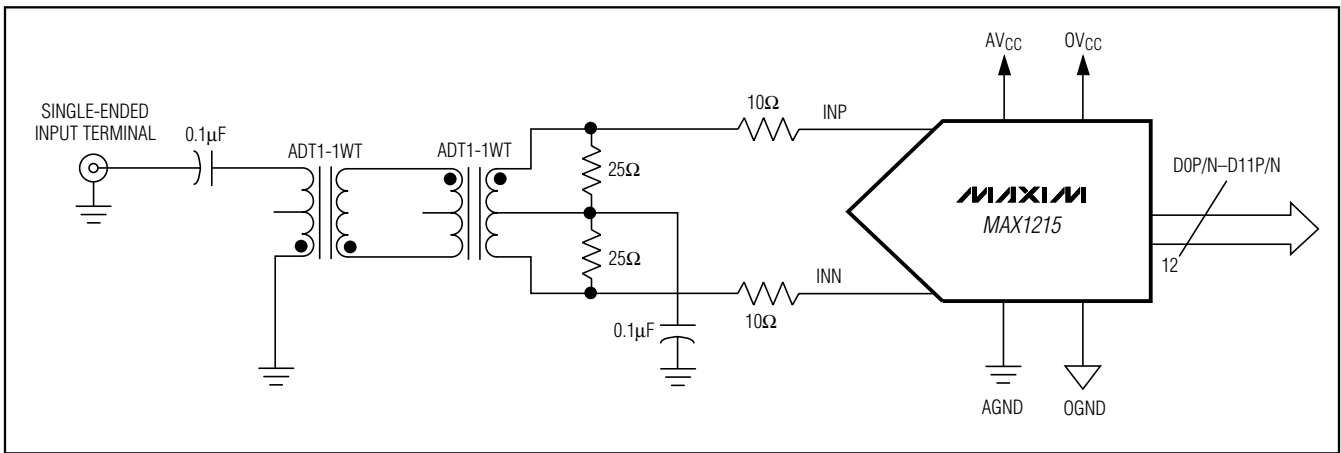 AVCC
OVCC
SINGLE-ENDED
INPUT TERMINAL
0.1μF
ADT1-1WT
ADT1-1WT
10Ω
INP
25Ω
D0P/N–D11P/N
MAXIM
MAX1215
25Ω
12
INN
10Ω
0.1μF
AGND
OGND